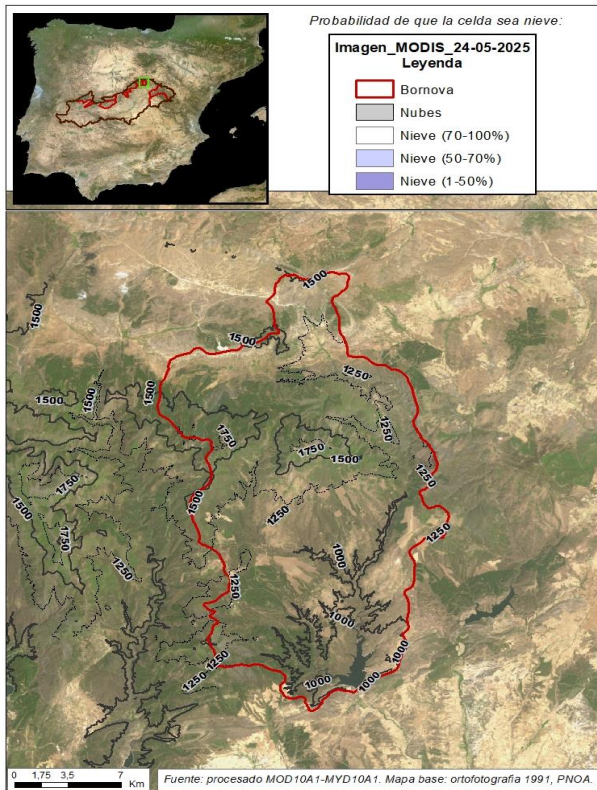 Probabilidad de que la celda sea nieve:
Imagen_MODIS_24-05-2025
Leyenda
Bornova
Nubes
Nieve (70-100%)
Nieve (50-70%)
Nieve (1-50%)
1500
1500
1500
1250
1500
1500
1500
1250
1750
1750
1500
1750
1250
1500
1500
1250
1250
1750
1000
1250
1250
1000
1250
1250
1000
1000
1000
0 1,75 3,5 7
Km
Fuente: procesado MOD10A1-MYD10A1. Mapa base: ortofotografia 1991, PNOA.